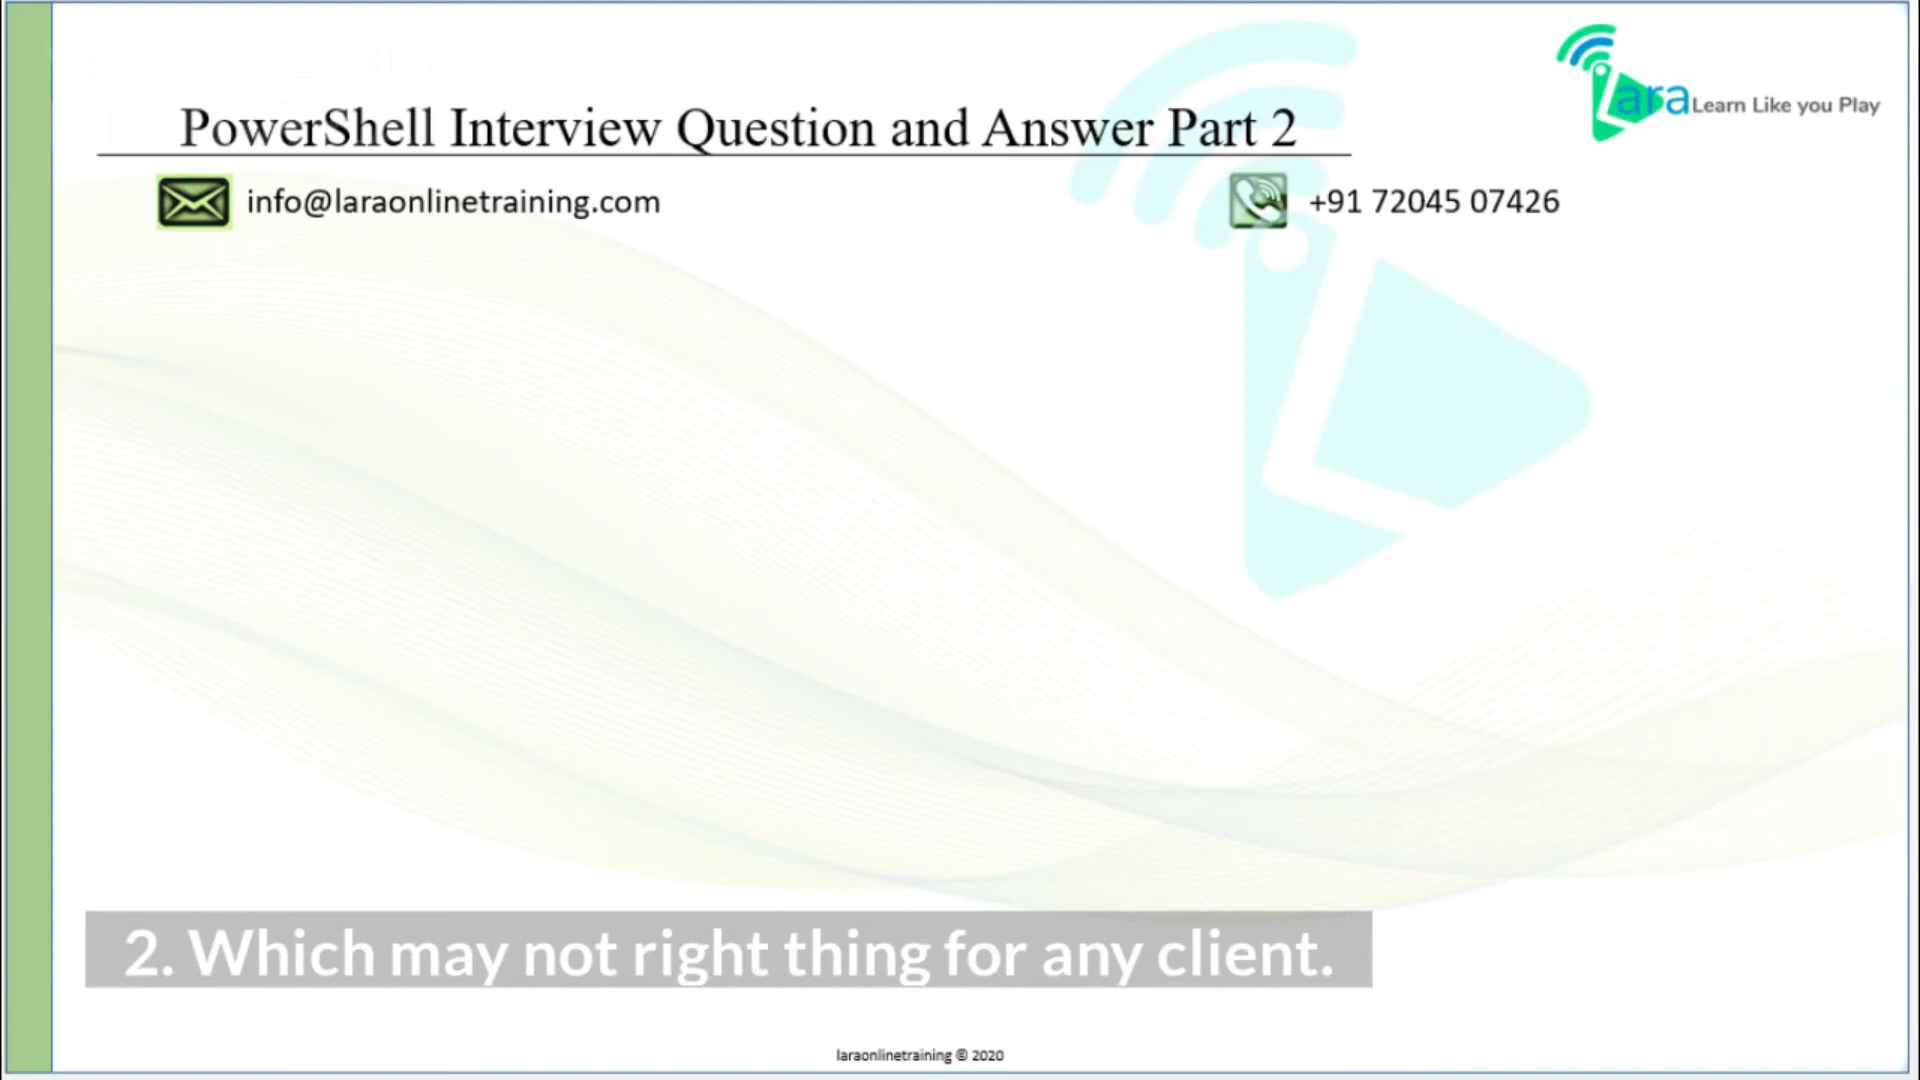 PowerShell Interview Question and Answer Part 2
Lara Learn Like you Play
info@laraonlinetraining.com
+91 72045 07426
2. Which may not right thing for any client.
laraonlinetraining © 2020